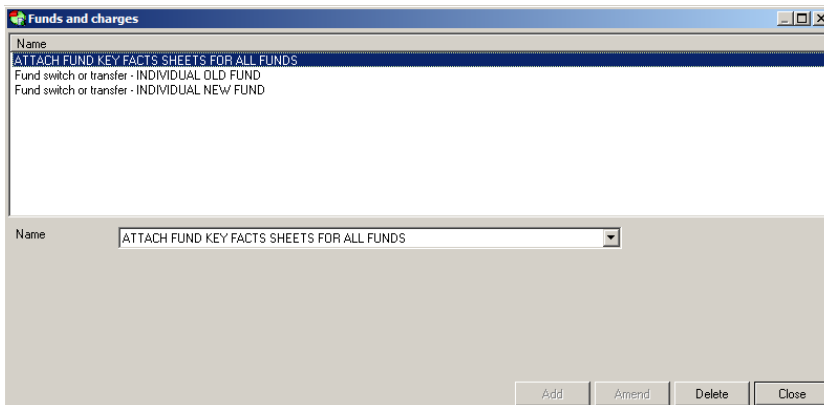 Funds and charges
Name
ATTACH FUND KEY FACTS SHEETS FOR ALL FUNDS
Fund switch or transfer - INDIVIDUAL OLD FUND
Fund switch or transfer - INDIVIDUAL NEW FUND
Name ATTACH FUND KEY FACTS SHEETS FOR ALL FUNDS
Add Amend Delete Close